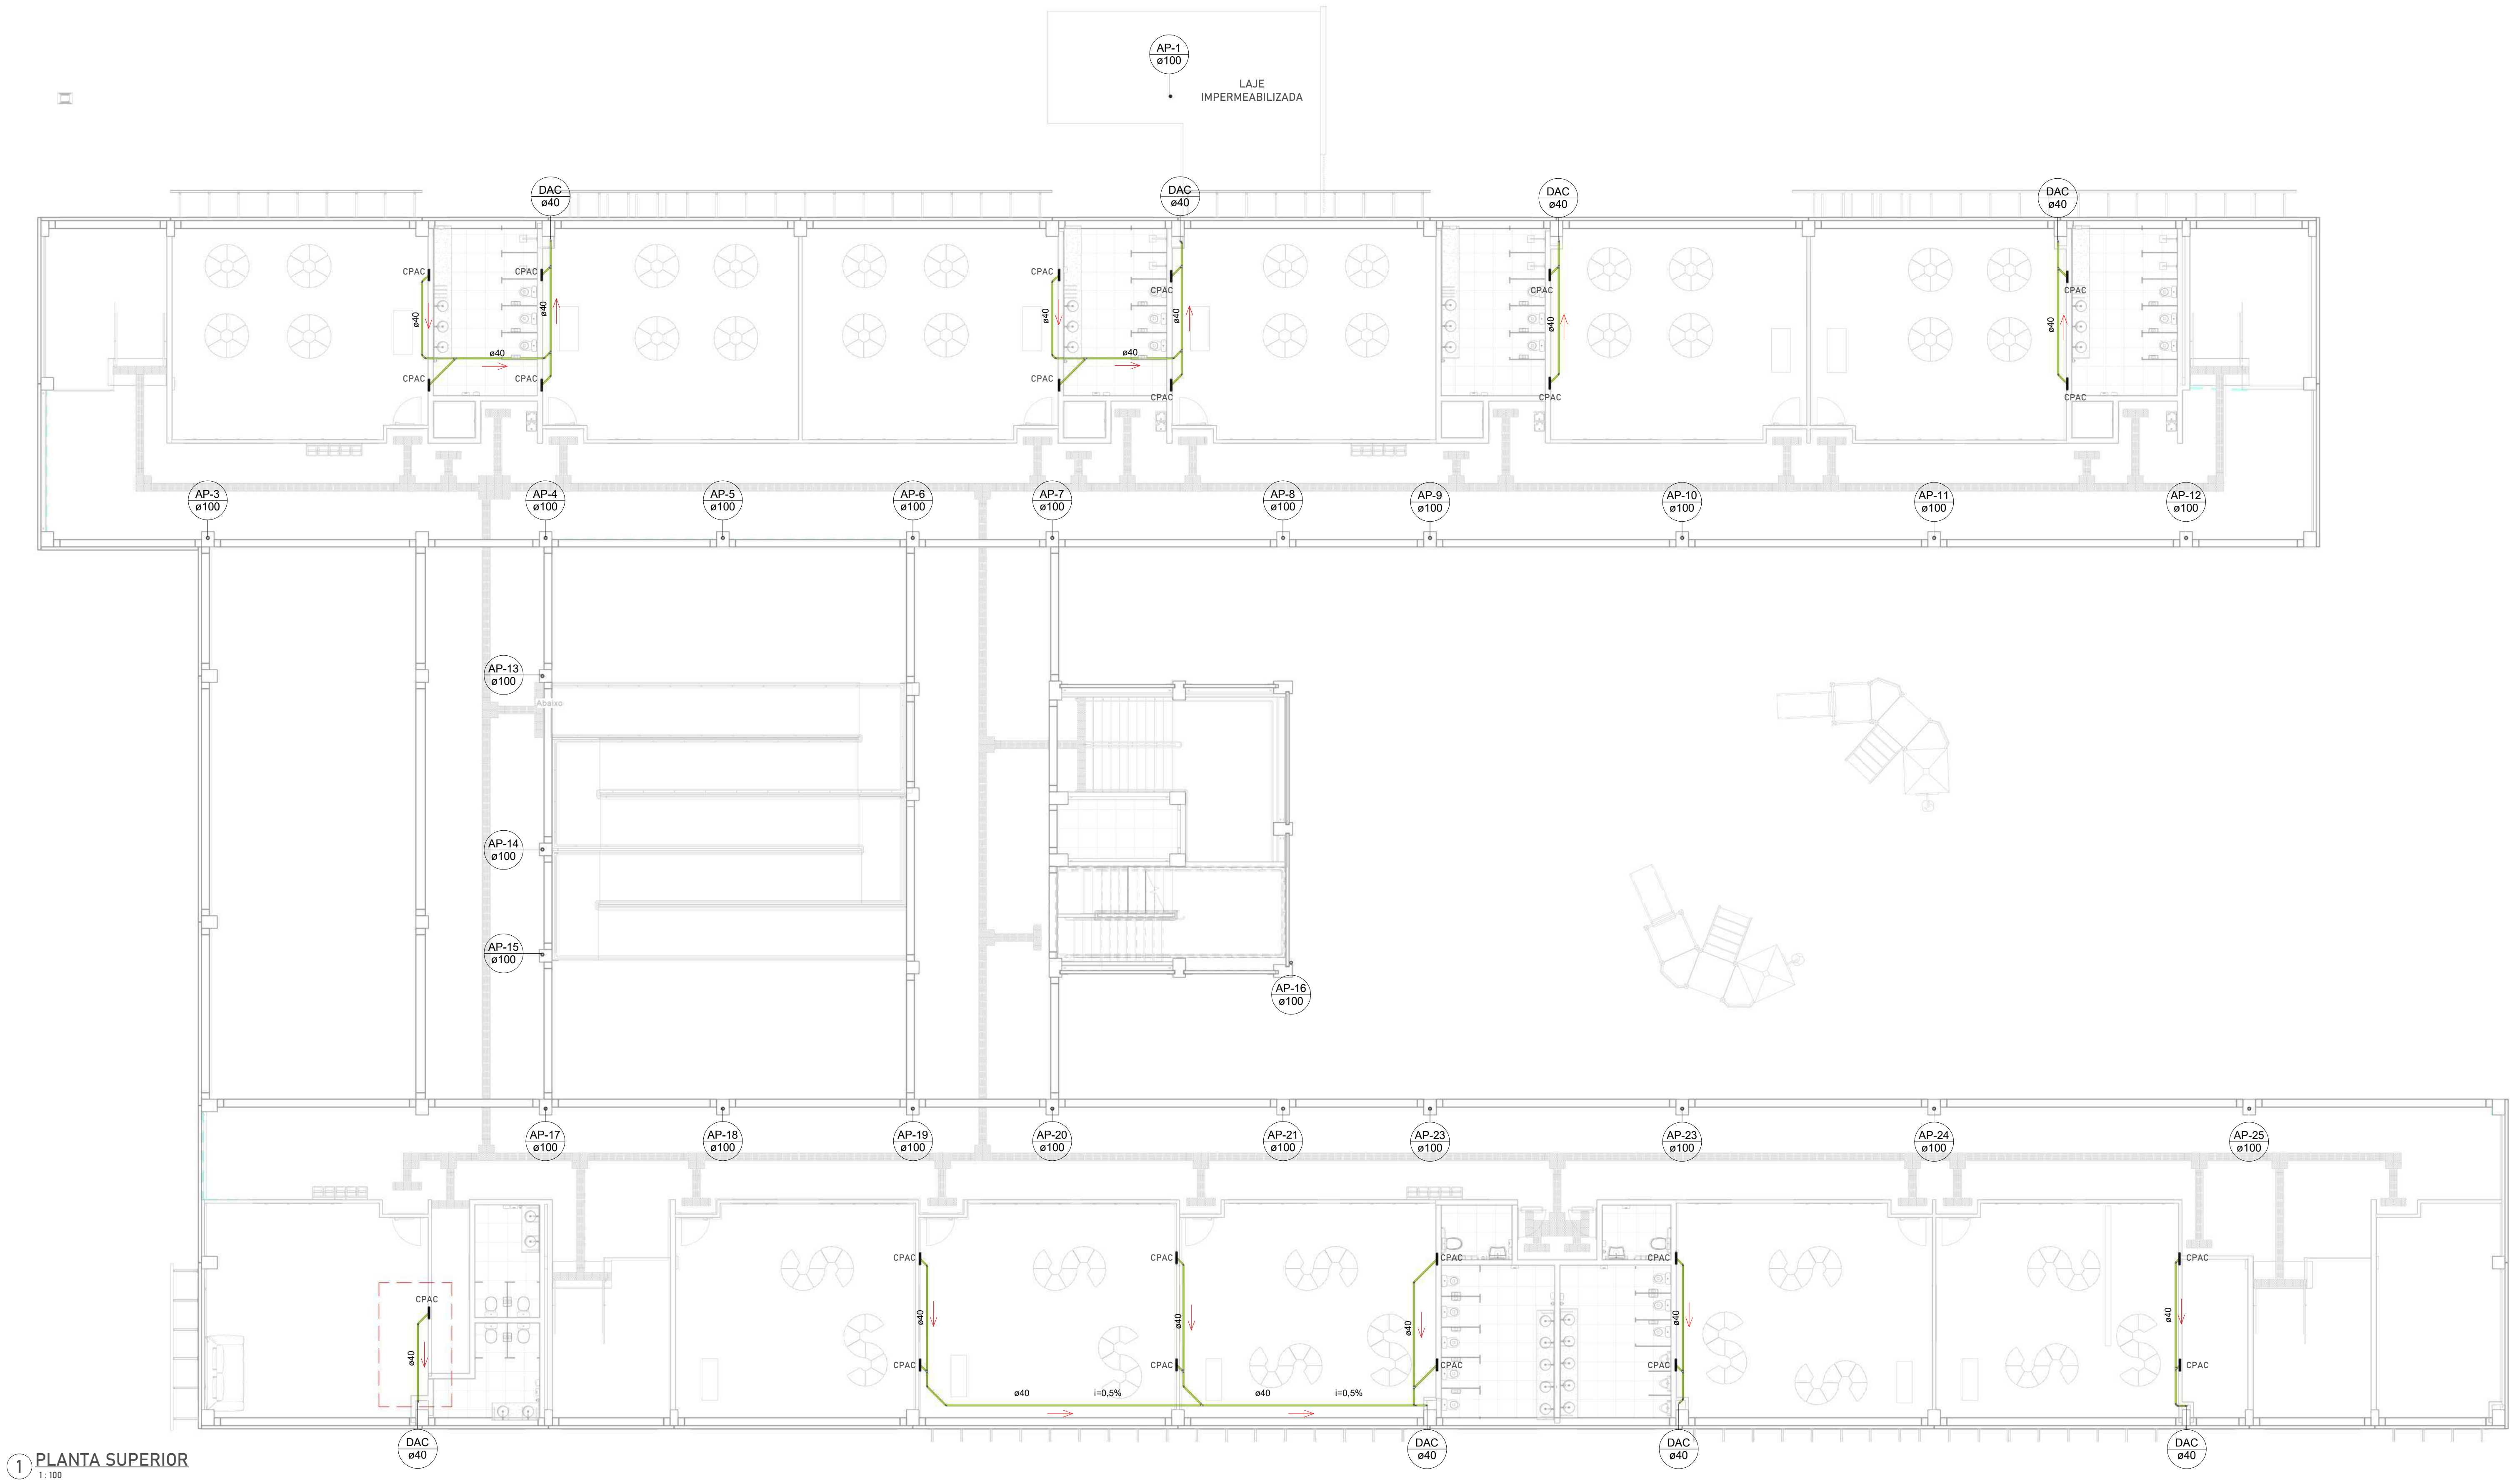 AP-1
ø100
LAJE
IMPERMEABILIZADA
DAC
ø40
DAC
ø40
DAC
ø40
DAC
ø40
CPAC
CPAC
CPAC
CPAC
CPAC
CPAC
ø40
ø40
ø40
ø40
ø40
ø40
ø40
ø40
CPAC
CPAC
CPAC
CPAC
CPAC
CPAC
AP-3
ø100
AP-4
ø100
AP-5
ø100
AP-6
ø100
AP-7
ø100
AP-8
ø100
AP-9
ø100
AP-10
ø100
AP-11
ø100
AP-12
ø100
AP-13
ø100
Abaixo
AP-14
ø100
AP-15
ø100
AP-16
ø100
AP-17
ø100
AP-18
ø100
AP-19
ø100
AP-20
ø100
AP-21
ø100
AP-23
ø100
AP-23
ø100
AP-24
ø100
AP-25
ø100
CPAC
CPAC
CPAC
CPAC
CPAC
CPAC
ø40
ø40
ø40
ø40
ø40
ø40
CPAC
CPAC
CPAC
CPAC
CPAC
ø40
i=0,5%
ø40
i=0,5%
DAC
ø40
DAC
ø40
DAC
ø40
DAC
ø40
1 PLANTA SUPERIOR
1 : 100